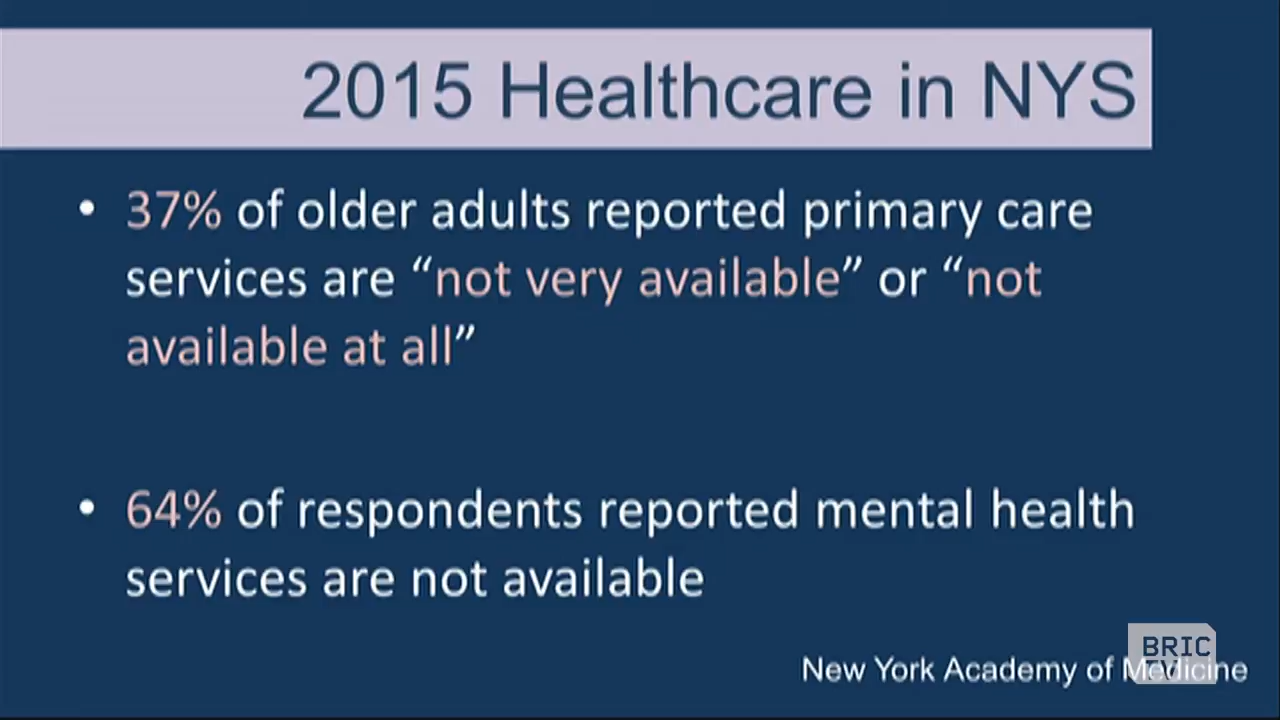 2015 Healthcare in NYS
• 37% of older adults reported primary care
services are “not very available” or “not
available at all”
• 64% of respondents reported mental health
services are not available
New York Academy of Medicine
BRIC
TV